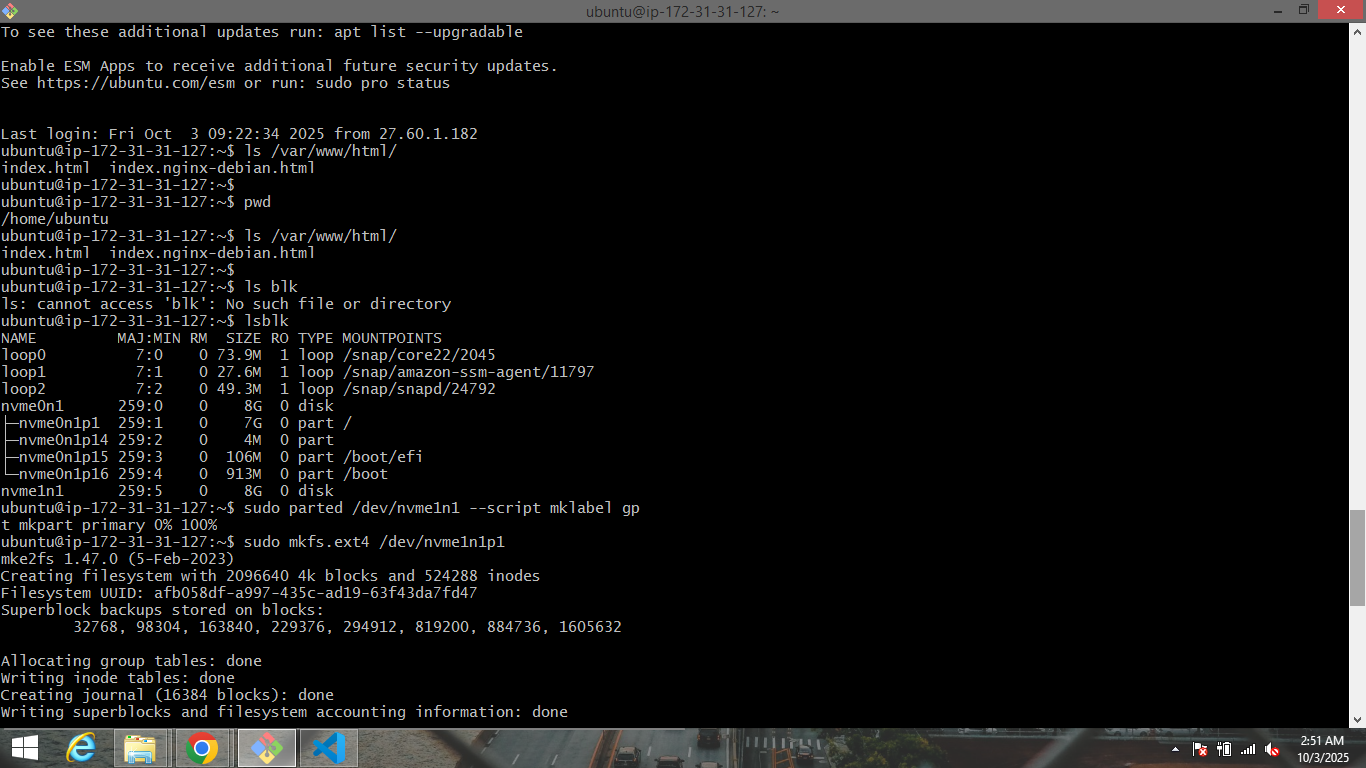 ubuntu@ip-172-31-31-127: ~
To see these additional updates run: apt list --upgradable
Enable ESM Apps to receive additional future security updates.
See https://ubuntu.com/esm or run: sudo pro status
Last login: Fri Oct  3 09:22:34 2025 from 27.60.1.182
ubuntu@ip-172-31-31-127:~$ ls /var/www/html/
index.html  index.nginx-debian.html
ubuntu@ip-172-31-31-127:~$
ubuntu@ip-172-31-31-127:~$ pwd
/home/ubuntu
ubuntu@ip-172-31-31-127:~$ ls /var/www/html/
index.html  index.nginx-debian.html
ubuntu@ip-172-31-31-127:~$
ubuntu@ip-172-31-31-127:~$ ls blk
ls: cannot access 'blk': No such file or directory
ubuntu@ip-172-31-31-127:~$ lsblk
NAME         MAJ:MIN RM   SIZE RO TYPE MOUNTPOINTS
loop0          7:0    0 73.9M  1 loop /snap/core22/2045
loop1          7:1    0 27.6M  1 loop /snap/amazon-ssm-agent/11797
loop2          7:2    0 49.3M  1 loop /snap/snapd/24792
nvme0n1      259:0    0    8G  0 disk
├─nvme0n1p1  259:1    0    7G  0 part /
├─nvme0n1p14 259:2    0    4M  0 part
├─nvme0n1p15 259:3    0  106M  0 part /boot/efi
└─nvme0n1p16 259:4    0  913M  0 part /boot
nvme1n1      259:5    0    8G  0 disk
ubuntu@ip-172-31-31-127:~$ sudo parted /dev/nvme1n1 --script mklabel gp
t mkpart primary 0% 100%
ubuntu@ip-172-31-31-127:~$ sudo mkfs.ext4 /dev/nvme1n1p1
mke2fs 1.47.0 (5-Feb-2023)
Creating filesystem with 2096640 4k blocks and 524288 inodes
Filesystem UUID: afb058df-a997-435c-ad19-63f43da7fd47
Superblock backups stored on blocks:
        32768, 98304, 163840, 229376, 294912, 819200, 884736, 1605632
Allocating group tables: done
Writing inode tables: done
Creating journal (16384 blocks): done
Writing superblocks and filesystem accounting information: done
2:51 AM
10/3/2025